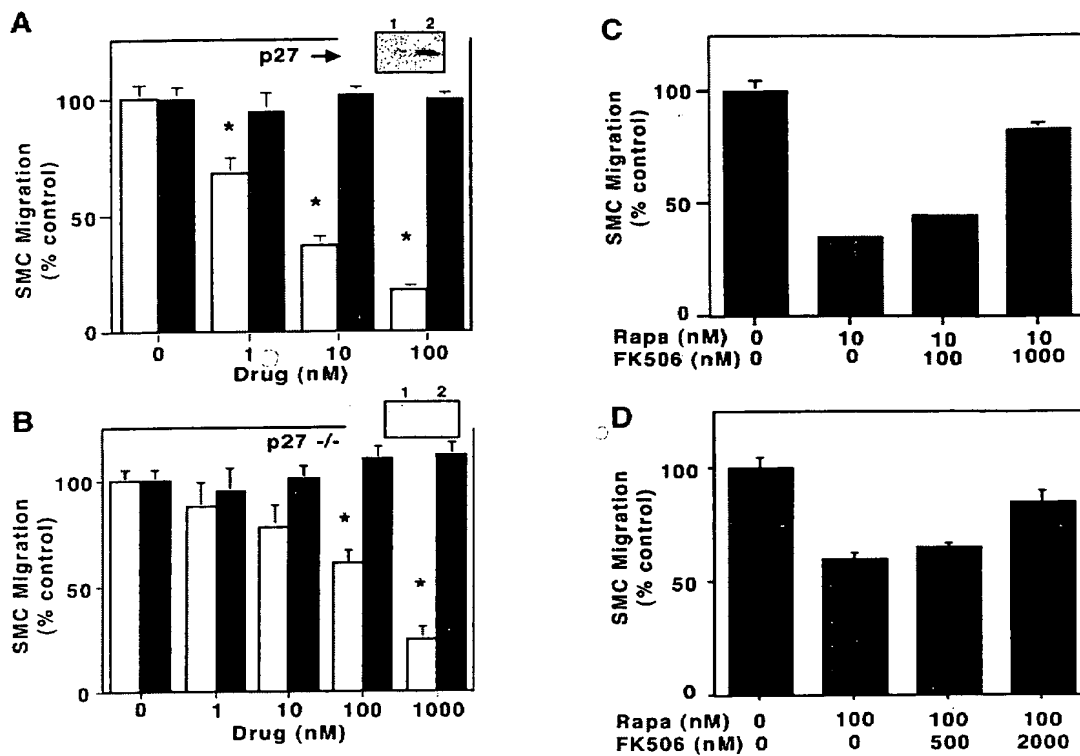 A
1 2
p27
*
*
*
100
50
0
SMC Migration
(% control)
0 1 10 100
Drug (nM)
B
1 2
p27 -/-
*
*
100
50
0
SMC Migration
(% control)
0 1 10 100 1000
Drug (nM)
C
100
50
0
SMC Migration
(% control)
Rapa (nM) 0 10 10 10
FK506 (nM) 0 0 100 1000
D
100
50
0
SMC Migration
(% control)
Rapa (nM) 0 100 100 100
FK506 (nM) 0 0 500 2000